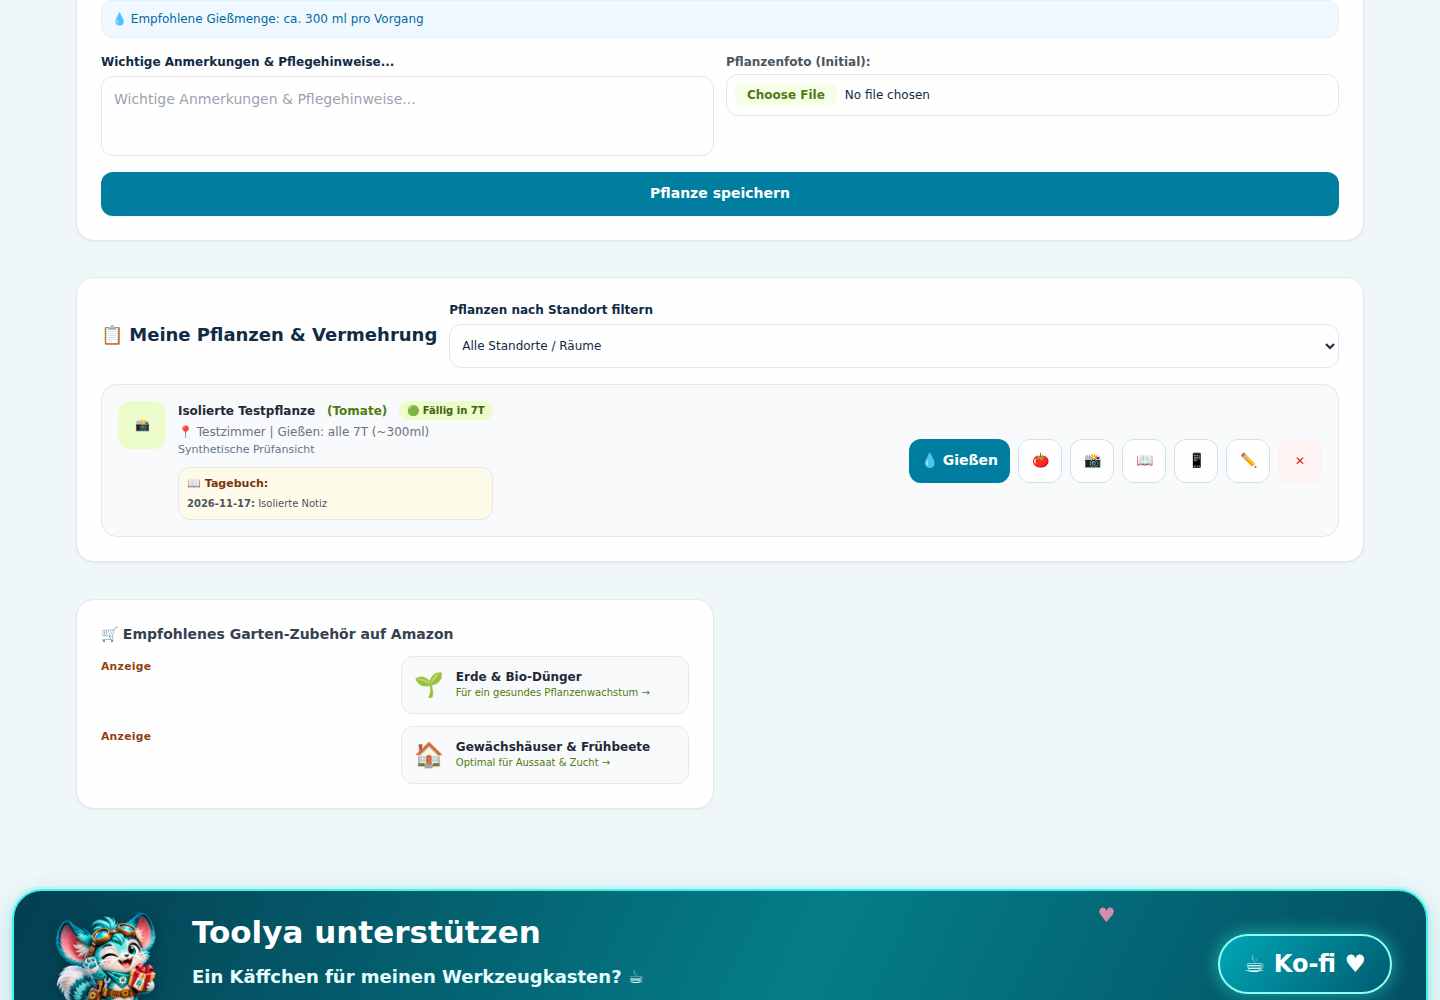 💧 Empfohlene Gießmenge: ca. 300 ml pro Vorgang
Wichtige Anmerkungen & Pflegehinweise...
Wichtige Anmerkungen & Pflegehinweise...
Pflanzenfoto (Initial):
Choose File No file chosen
Pflanze speichern
📋 Meine Pflanzen & Vermehrung
Pflanzen nach Standort filtern
Alle Standorte / Räume
Isolierte Testpflanze (Tomate) 🟢 Fällig in 7T
📍 Testzimmer | Gießen: alle 7T (~300ml)
Synthetische Prüfansicht
📖 Tagebuch:
2026-11-17: Isolierte Notiz
💧 Gießen
×
🛒 Empfohlenes Garten-Zubehör auf Amazon
Anzeige
Erde & Bio-Dünger
Für ein gesundes Pflanzenwachstum →
Anzeige
Gewächshäuser & Frühbeete
Optimal für Aussaat & Zucht →
Toolya unterstützen
Ein Käffchen für meinen Werkzeugkasten? ☕
☕ Ko-fi ♥